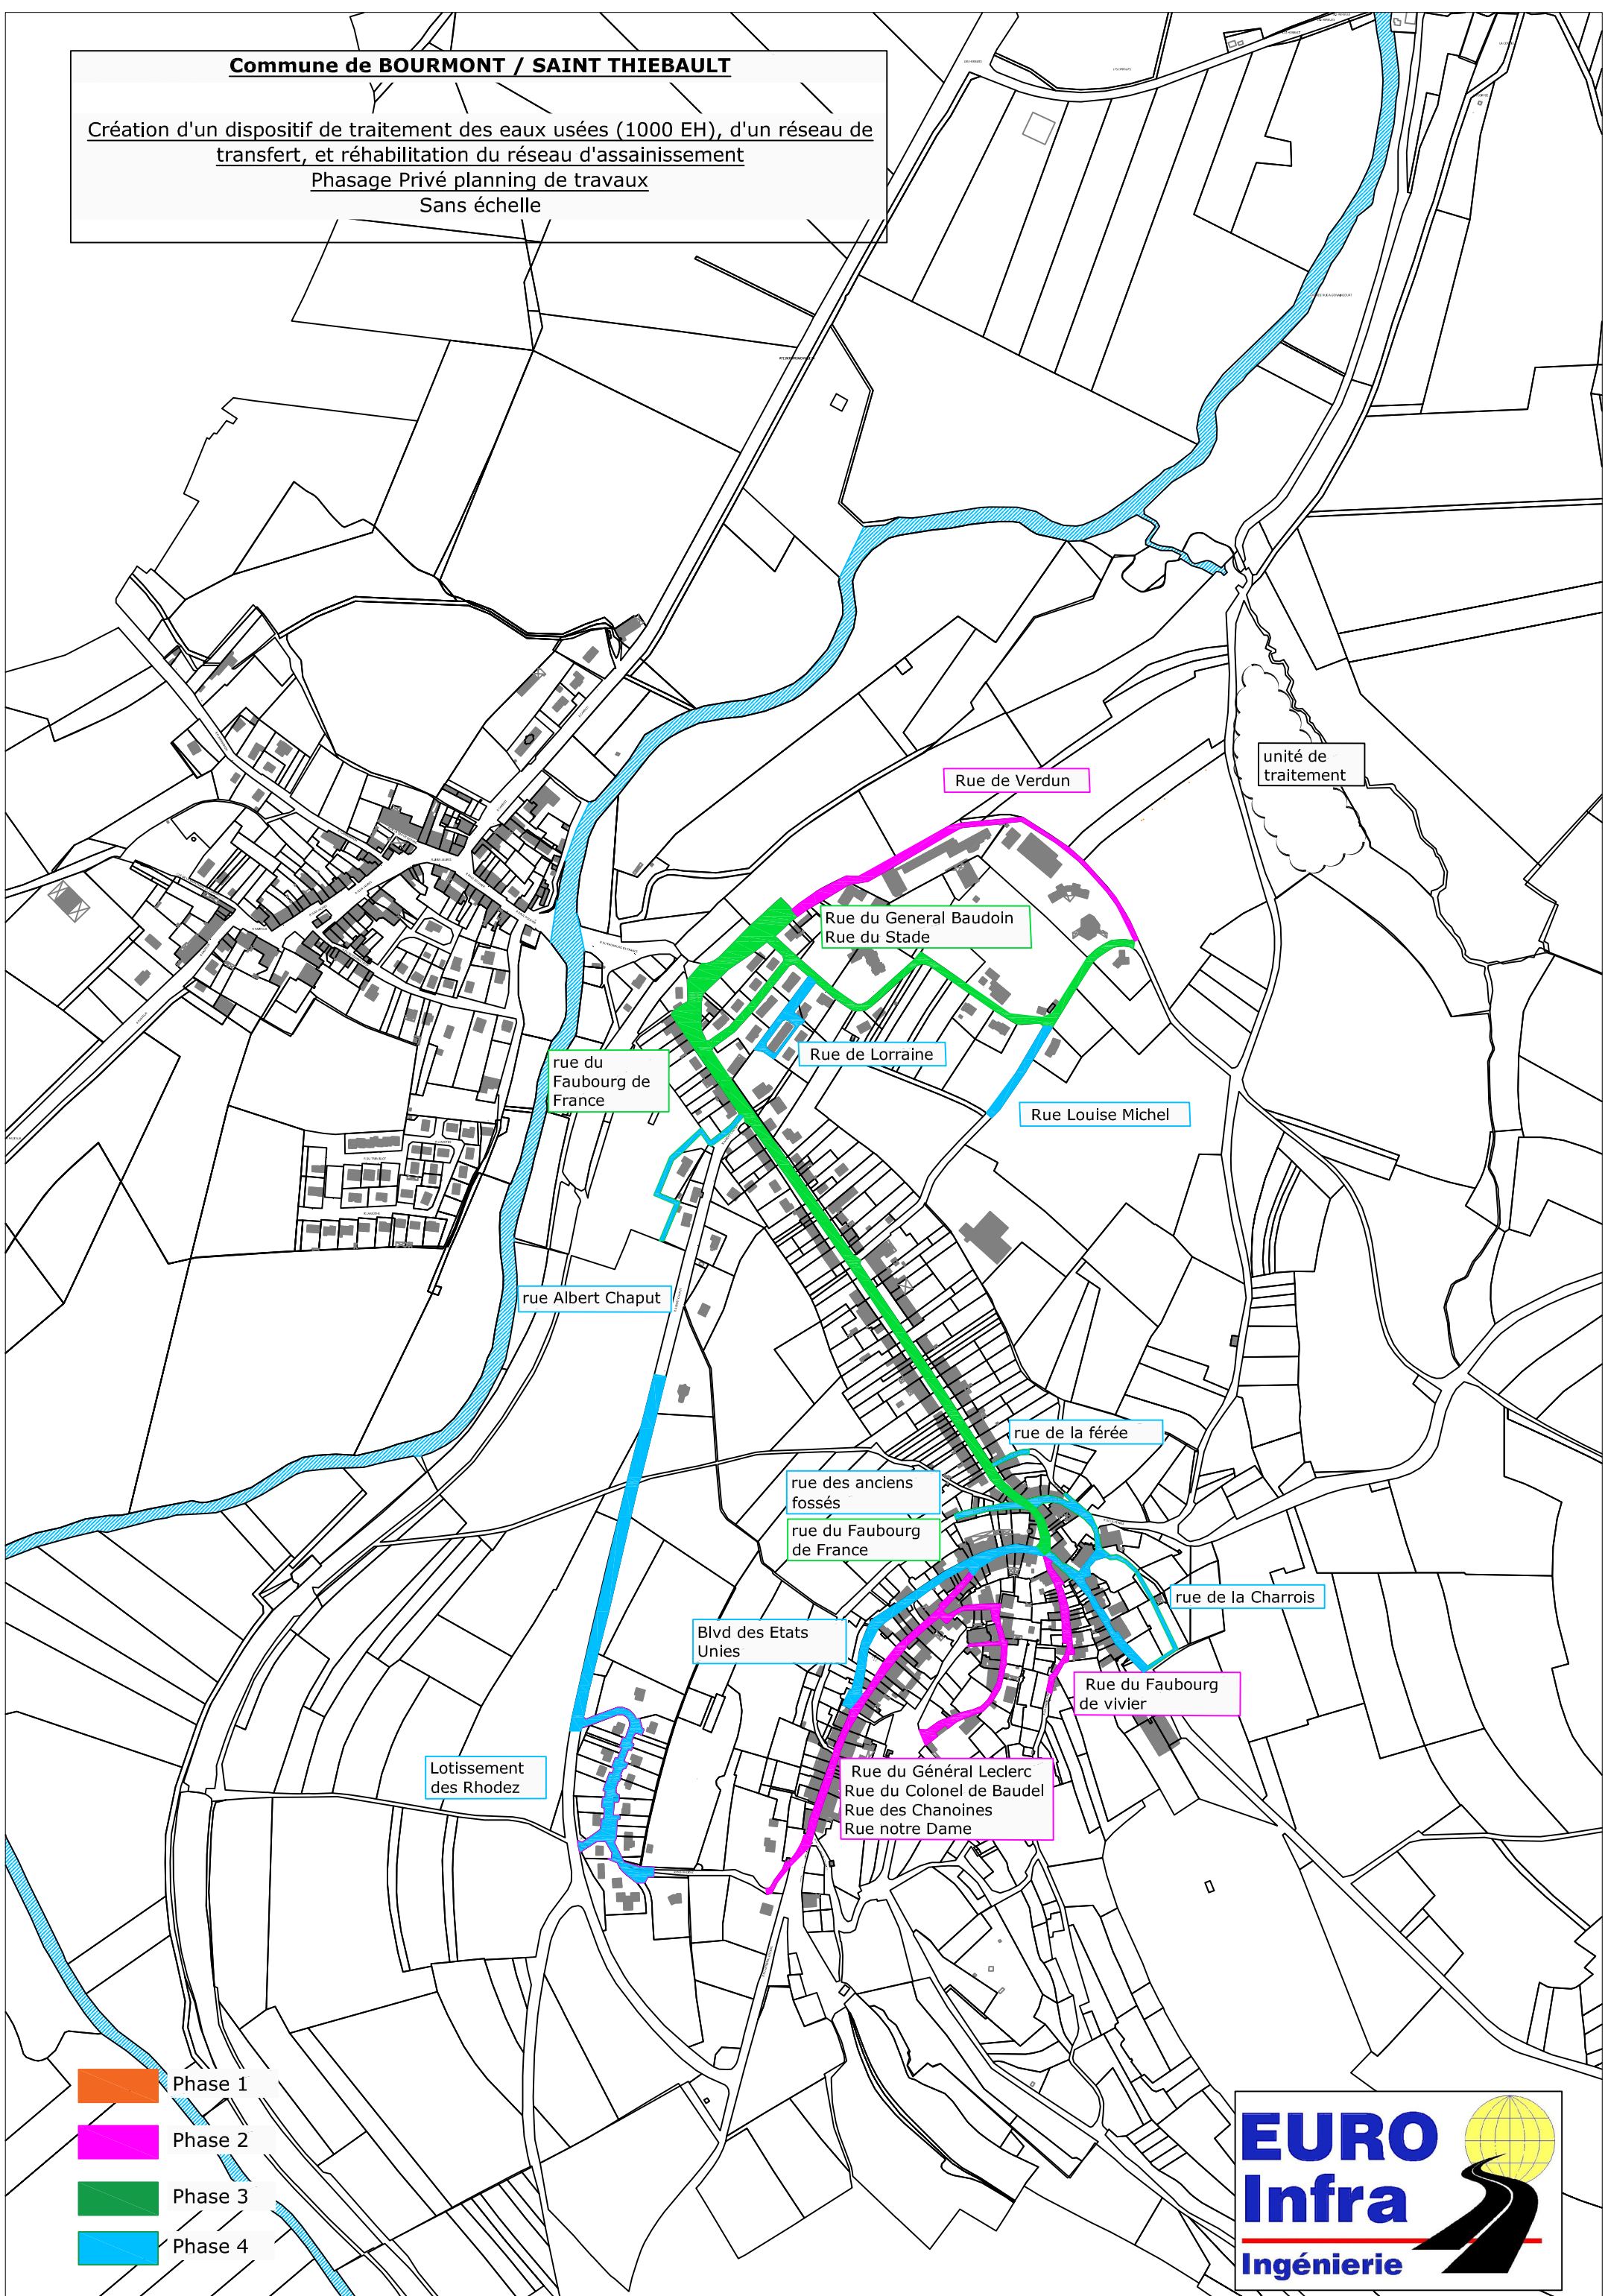 Commune de BOURMONT / SAINT THIEBAULT
Création d'un dispositif de traitement des eaux usées (1000 EH), d'un réseau de
transfert, et réhabilitation du réseau d'assainissement
Phasage Privé planning de travaux
Sans échelle
unité de
traitement
Rue de Verdun
Rue du General Baudoin
Rue du Stade
Rue de Lorraine
rue du
Faubourg de
France
Rue Louise Michel
rue Albert Chaput
rue de la férée
rue des anciens
fossés
rue du Faubourg
de France
rue de la Charrois
Blvd des Etats
Unies
Rue du Faubourg
de vivier
Lotissement
des Rhodez
Rue du Général Leclerc
Rue du Colonel de Baudel
Rue des Chanoines
Rue notre Dame
Phase 1
Phase 2
Phase 3
Phase 4
EURO
Infra
Ingénierie